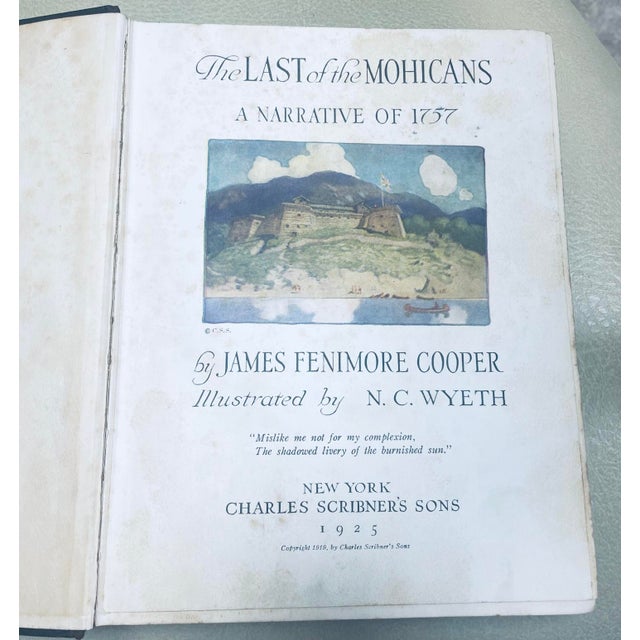 The LAST of the MOHICANS
A NARRATIVE OF 1757
© C.S.S.
by JAMES FENIMORE COOPER
Illustrated by N. C. WYETH
"Mislike me not for my complexion,
The shadowed livery of the burnished sun."
NEW YORK
CHARLES SCRIBNER'S SONS
1925
Copyright 1919, by Charles Scribner's Sons